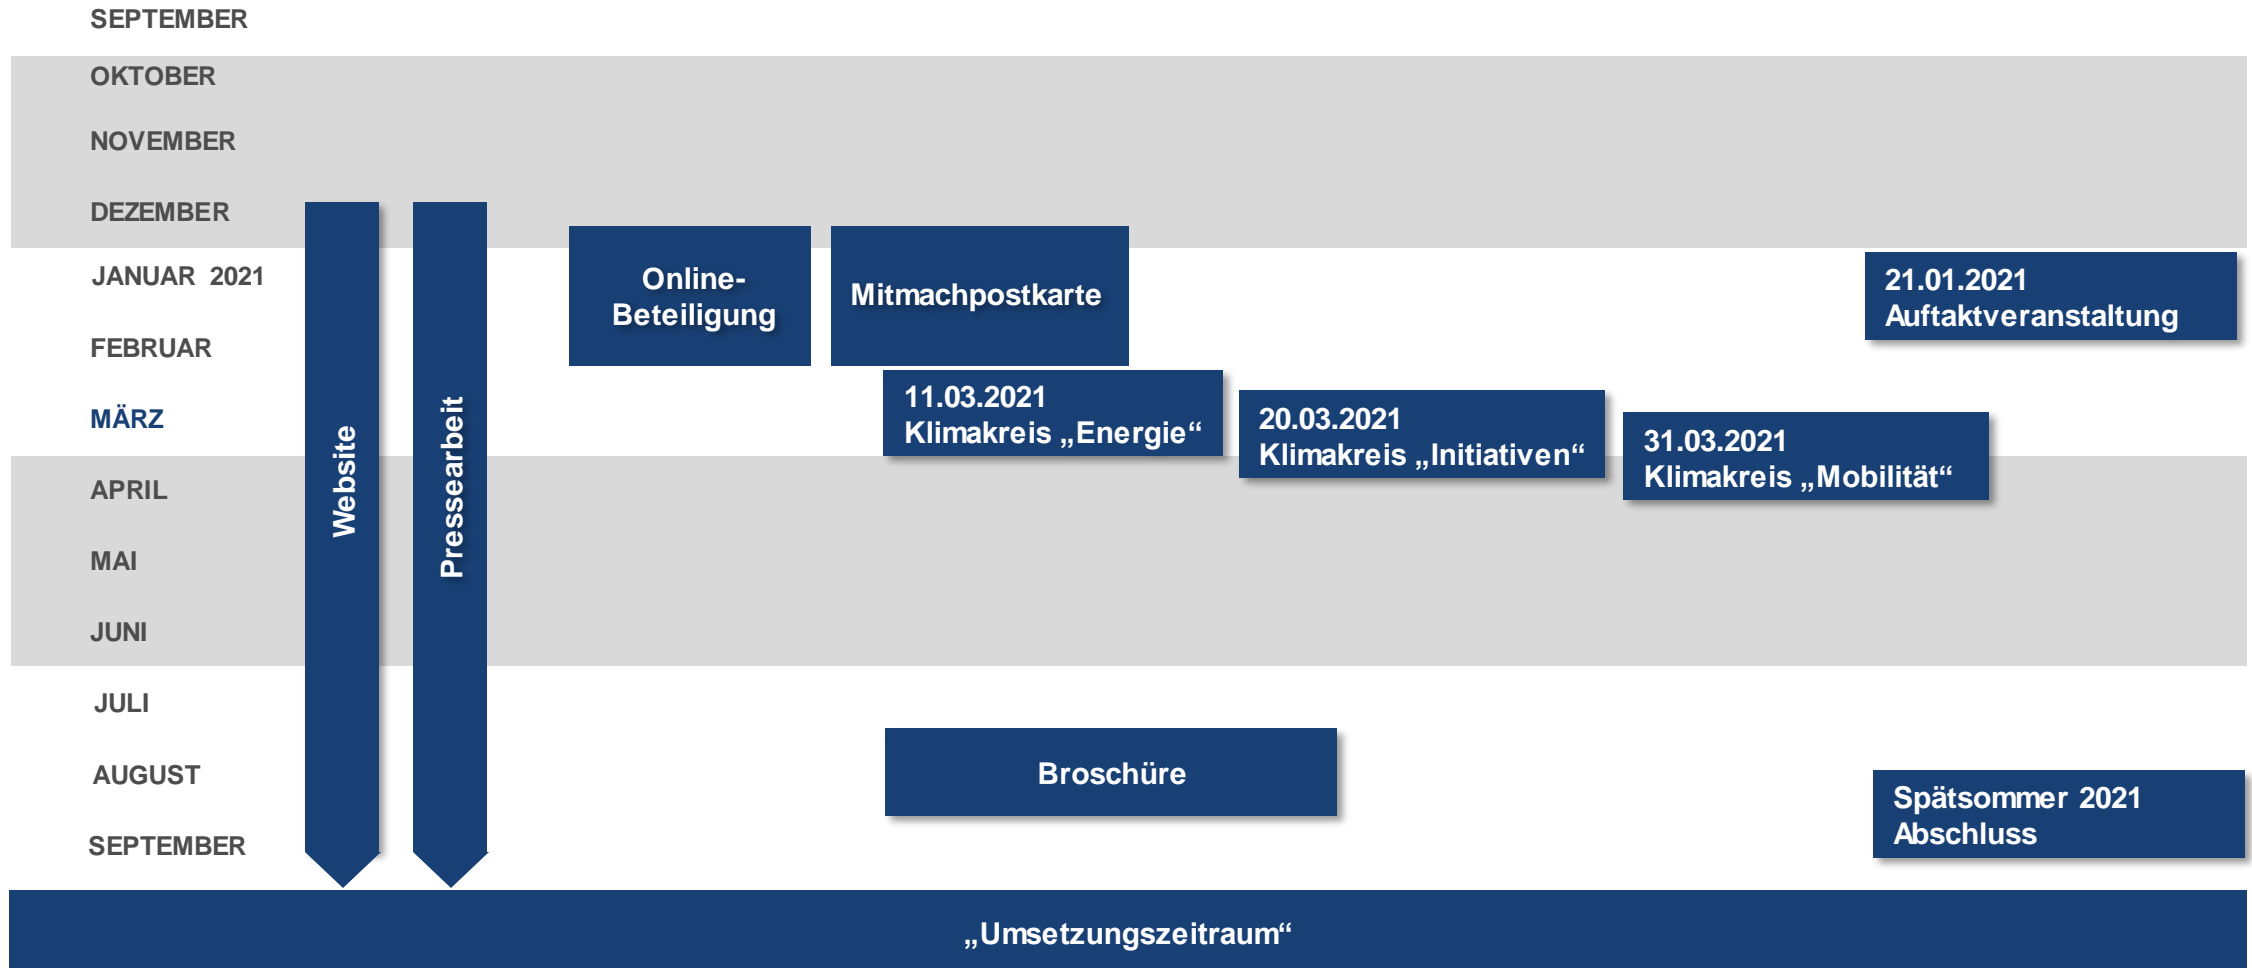 SEPTEMBER
OKTOBER
NOVEMBER
DEZEMBER
JANUAR 2021
FEBRUAR
MÄRZ
APRIL
MAI
JUNI
JULI
AUGUST
SEPTEMBER
Website
Pressearbeit
Online-
Beteiligung
Mitmachpostkarte
21.01.2021
Auftaktveranstaltung
11.03.2021
Klimakreis „Energie“
20.03.2021
Klimakreis „Initiativen“
31.03.2021
Klimakreis „Mobilität“
Broschüre
Spätsommer 2021
Abschluss
„Umsetzungszeitraum“